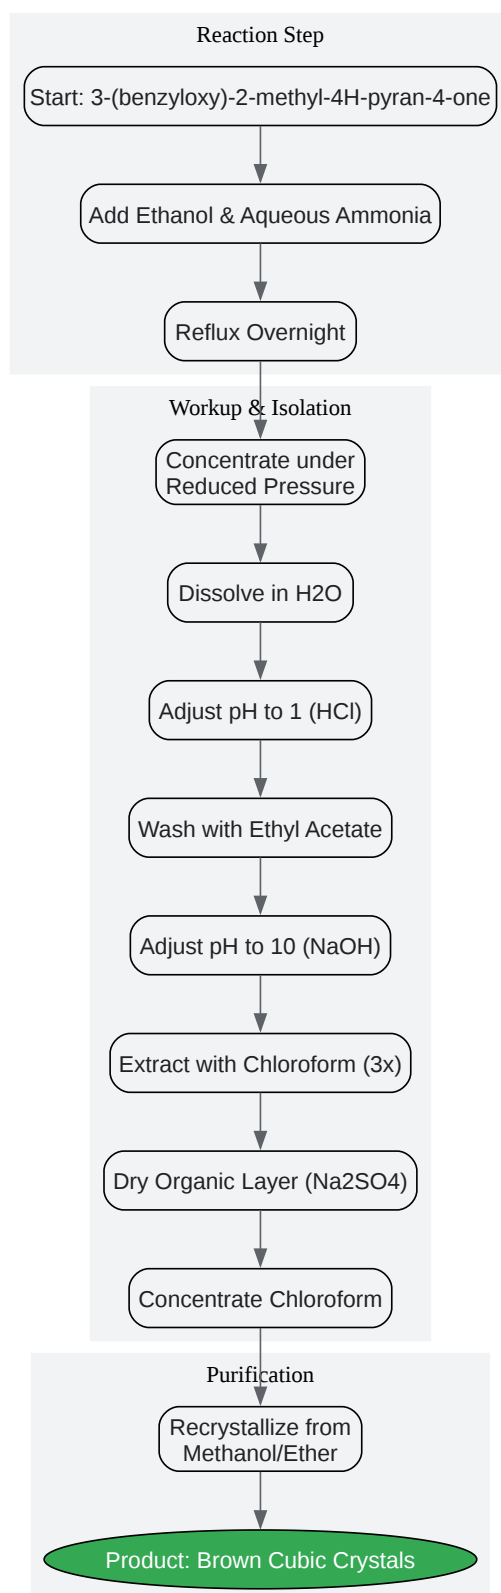 Reaction Step
Start: 3-(benzyloxy)-2-methyl-4H-pyran-4-one
Add Ethanol & Aqueous Ammonia
Reflux Overnight
Workup & Isolation
Concentrate under
Reduced Pressure
Dissolve in H2O
Adjust pH to 1 (HCl)
Wash with Ethyl Acetate
Adjust pH to 10 (NaOH)
Extract with Chloroform (3x)
Dry Organic Layer (Na2SO4)
Concentrate Chloroform
Purification
Recrystallize from
Methanol/Ether
Product: Brown Cubic Crystals